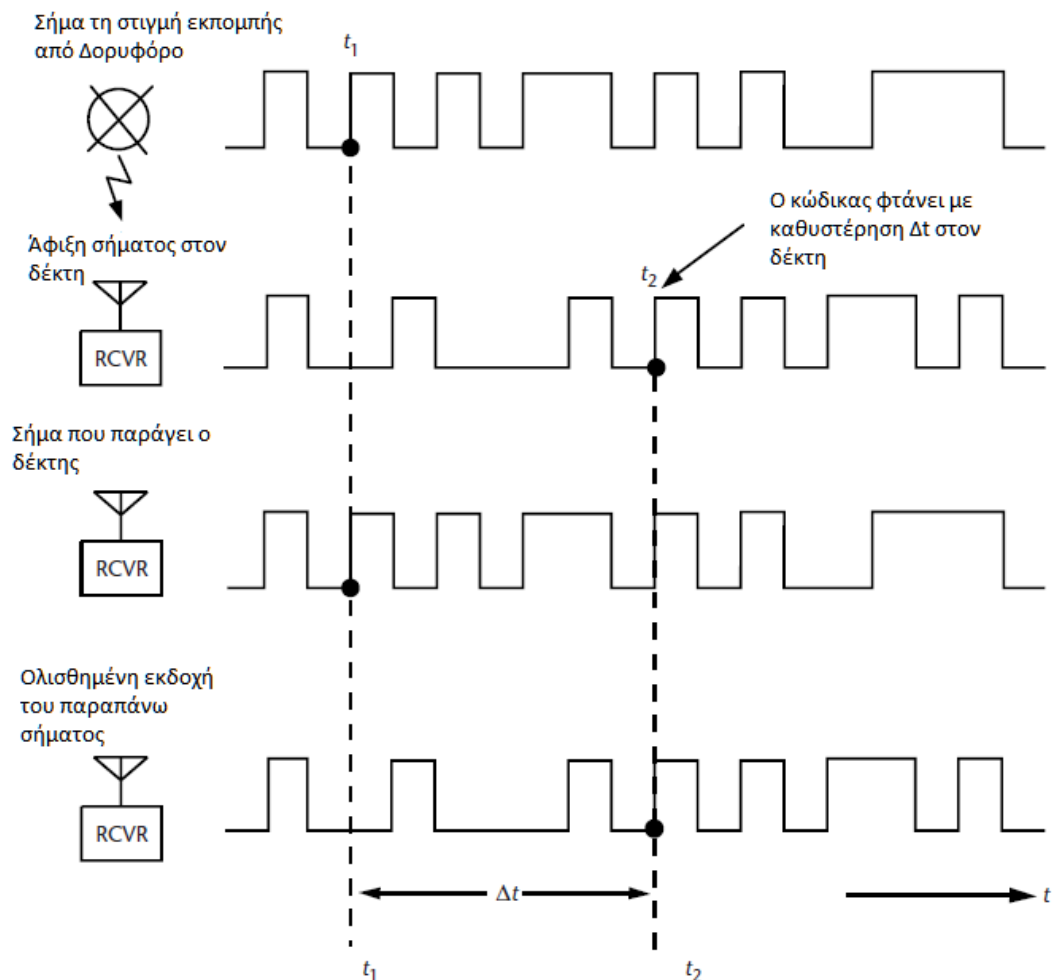 Σήμα τη στιγμή εκπομπής
από Δορυφόρο
t1
Ο κώδικας φτάνει με
καθυστέρηση Δt στον
δέκτη
Άφιξη σήματος στον
δέκτη
t2
RCVR
Σήμα που παράγει ο
δέκτης
RCVR
Ολισθημένη εκδοχή
του παραπάνω
σήματος
RCVR
Δt
t
t1
t2